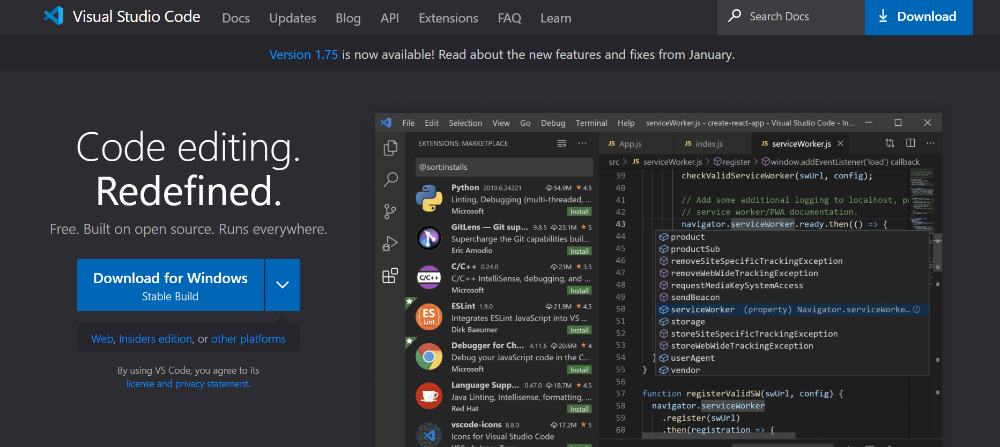 Visual Studio Code Docs Updates Blog API Extensions FAQ Learn Search Docs Download
Version 1.75 is now available! Read about the new features and fixes from January.
Code editing.
Redefined.
Free. Built on open source. Runs everywhere.
Download for Windows
Stable Build
Web, Insiders edition, or other platforms
By using VS Code, you agree to its
license and privacy statement.
File Edit Selection View Go Debug Terminal Help serviceWorker.js - create-react-app - Visual Studio Code - In...
EXTENSIONS: MARKETPLACE
@sort:installs
Python 2019.6.24221 54.9M ★ 4.5
Linting, Debugging (multi-threaded, ...
Microsoft Install
GitLens — Git sup... 9.8.5 23.1M ★ 5
Supercharge the Git capabilities buil...
Eric Amodio Install
C/C++
C/C++ 0.24.0 23M ★ 3.5
C/C++ IntelliSense, debugging, and ...
Microsoft Install
ES
Lint
ESLint 1.9.0 21.9M ★ 4.5
Integrates ESLint JavaScript into VS ...
Dirk Baeumer Install
Debugger for Ch... 4.11.6 20.6M ★ 4
Debug your JavaScript code in the C...
Microsoft Install
Language Supp... 0.47.0 18.7M ★ 4.5
Java Linting, Intellisense, formatting, ...
Red Hat Install
vscode-icons 8.8.0 17.2M ★ 5
Icons for Visual Studio Code
JS App.js JS index.js JS serviceWorker.js
src > JS serviceWorker.js > register > window.addEventListener('load') callback
39 checkValidServiceWorker(swUrl, config);
40
41 // Add some additional logging to localhost,
42 // service worker/PWA documentation.
43 navigator.serviceWorker.ready.then(() => {
44 product
45 productSub
46 removeSiteSpecificTrackingException
47 removeWebWideTrackingException
48 requestMediaKeySystemAccess
49 sendBeacon
50 serviceWorker (property) Navigator.serviceWorke...
51 storage
52 storeSiteSpecificTrackingException
53 storeWebWideTrackingException
54 } userAgent
55 } vendor
56
57 function registerValidSW(swUrl, config) {
58 navigator.serviceWorker
59 .register(swUrl)
60 .then(registration => {